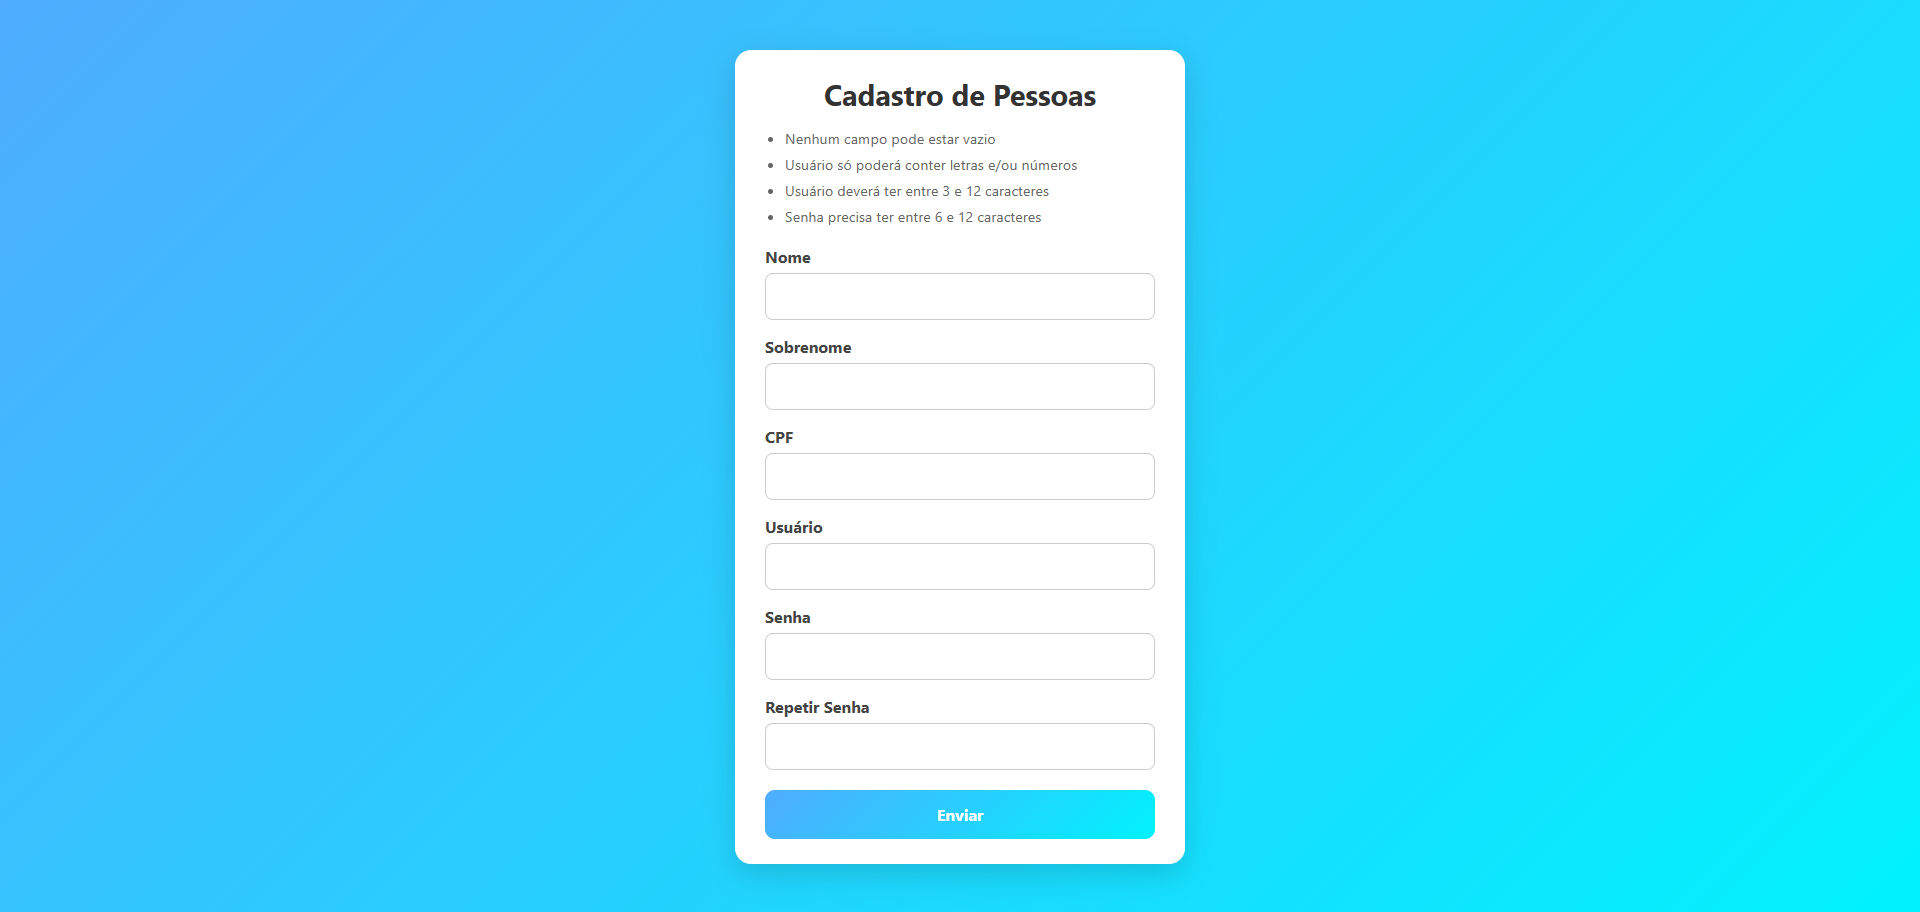 Cadastro de Pessoas
Nenhum campo pode estar vazio
Usuário só poderá conter letras e/ou números
Usuário deverá ter entre 3 e 12 caracteres
Senha precisa ter entre 6 e 12 caracteres
Nome
Sobrenome
CPF
Usuário
Senha
Repetir Senha
Enviar